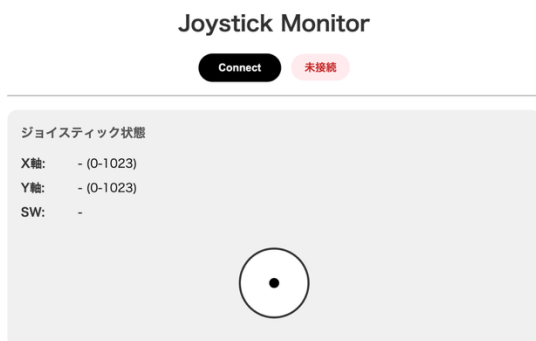 Joystick Monitor
Connect 未接続
ジョイスティック状態
X軸: - (0-1023)
Y軸: - (0-1023)
SW: -